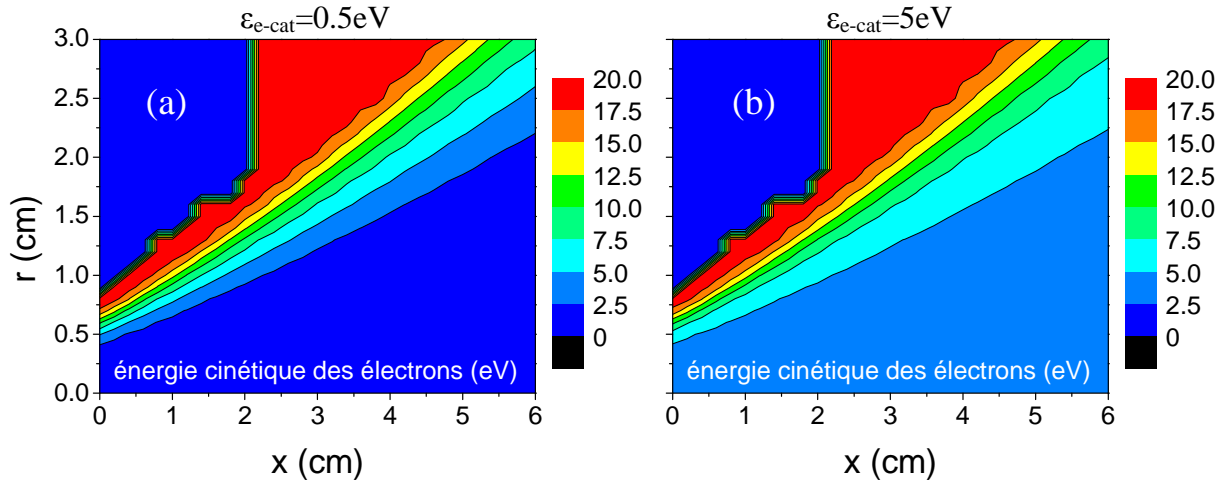 ε_e-cat=0.5eV
ε_e-cat=5eV
3.0
2.5
2.0
1.5
1.0
0.5
0.0
r (cm)
(a)
énergie cinétique des électrons (eV)
0 1 2 3 4 5 6
x (cm)
20.0
17.5
15.0
12.5
10.0
7.5
5.0
2.5
0
(b)
énergie cinétique des électrons (eV)
0 1 2 3 4 5 6
x (cm)
20.0
17.5
15.0
12.5
10.0
7.5
5.0
2.5
0